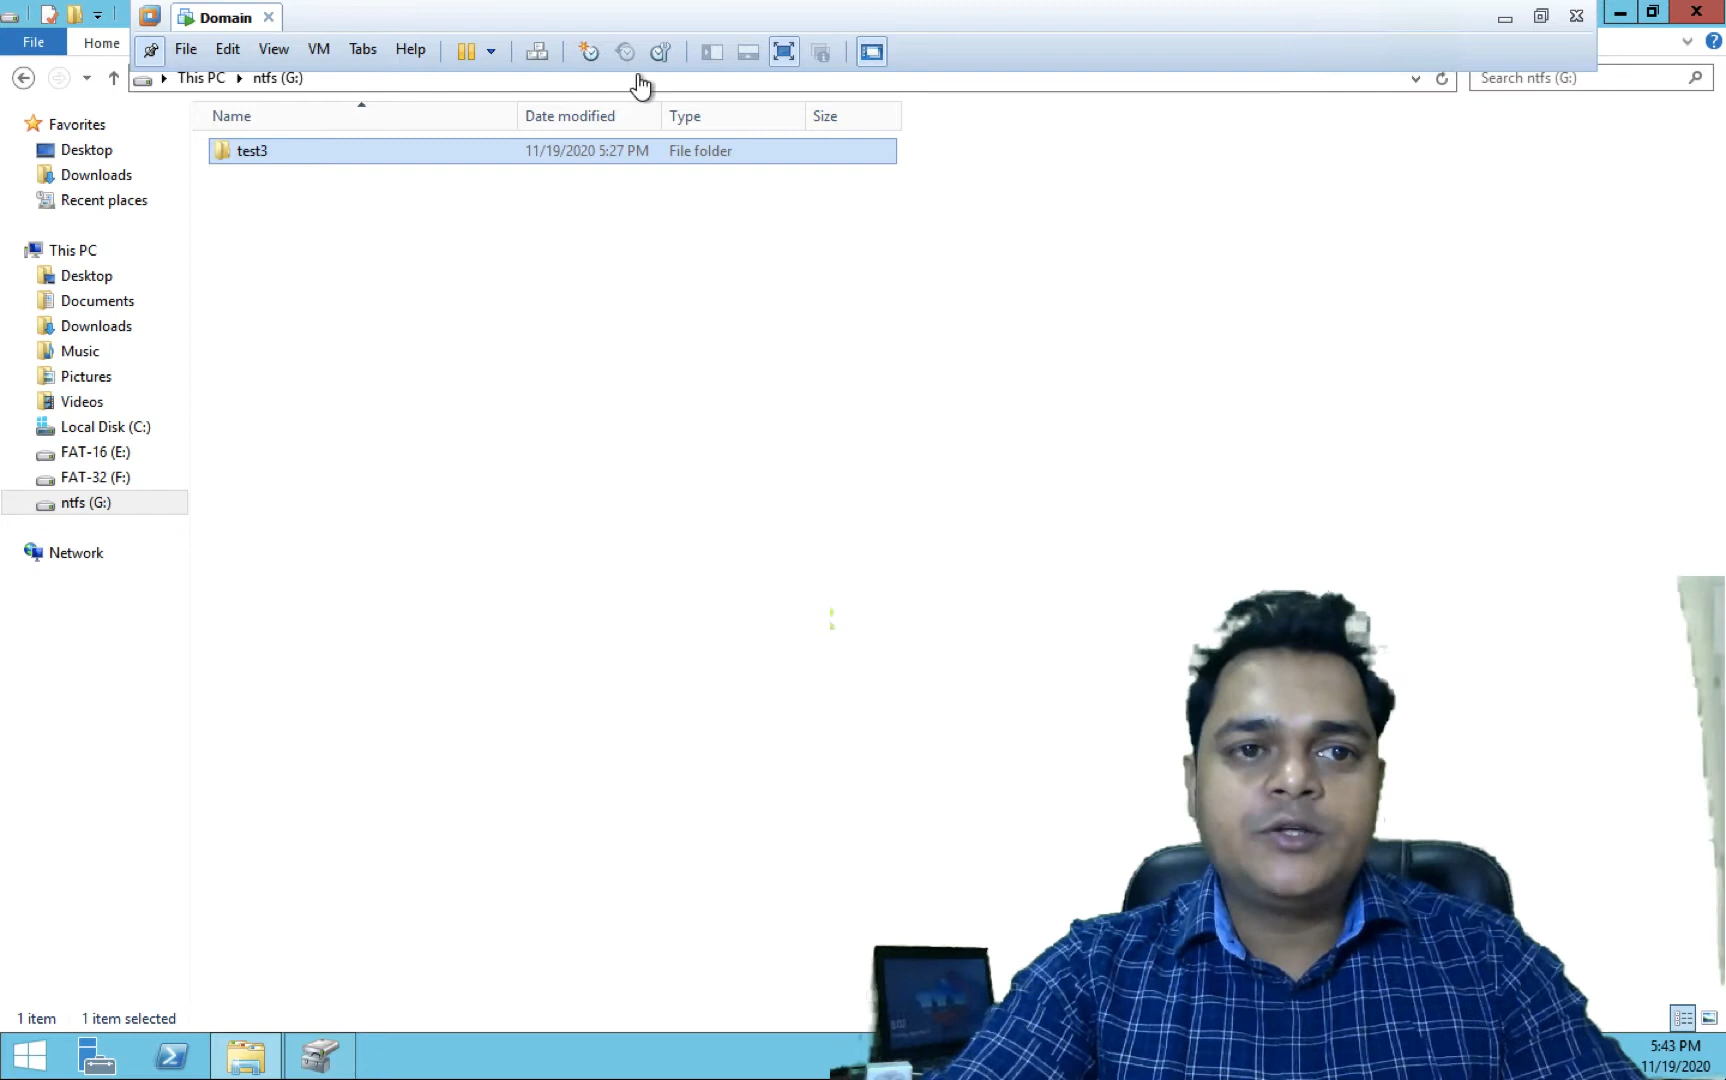 Domain
File Home
File Edit View VM Tabs Help
This PC ntfs (G:) Search ntfs (G:)
Name Date modified Type Size
test3 11/19/2020 5:27 PM File folder
Favorites
Desktop
Downloads
Recent places
This PC
Desktop
Documents
Downloads
Music
Pictures
Videos
Local Disk (C:)
FAT-16 (E:)
FAT-32 (F:)
ntfs (G:)
Network
1 item 1 item selected
5:43 PM
11/19/2020